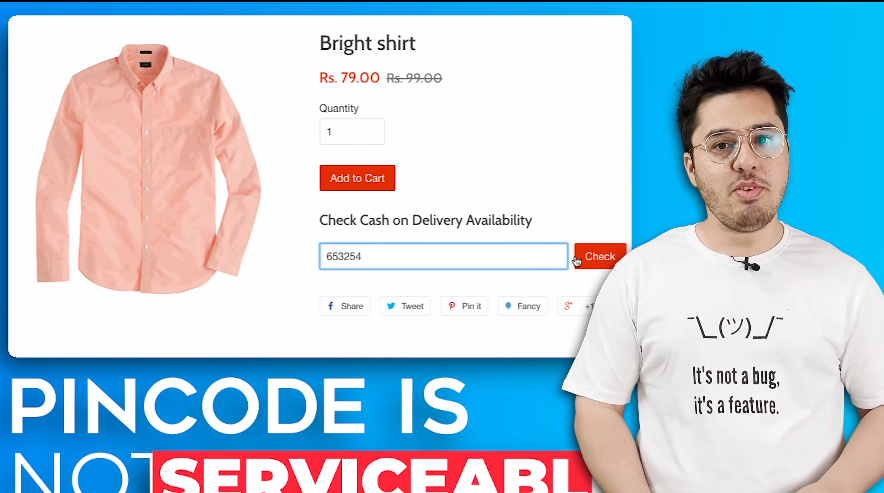 Bright shirt
Rs. 79.00 Rs. 99.00
Quantity
1
Add to Cart
Check Cash on Delivery Availability
653254
Check
Share
Tweet
Pin it
Fancy
+1
PINCODE IS
NOT SERVICEABL
¯\_(ツ)_/¯
It's not a bug,
it's a feature.